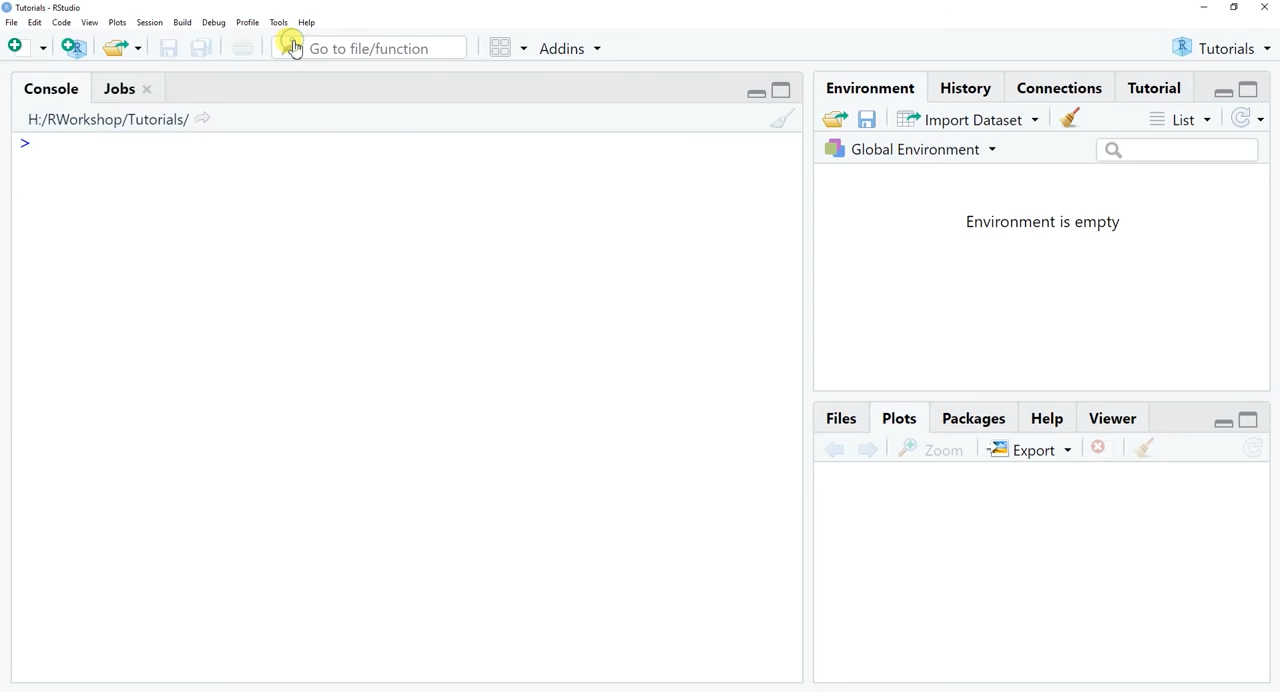 Tutorials - RStudio
File Edit Code View Plots Session Build Debug Profile Tools Help
Go to file/function Addins Tutorials
Console Jobs
H:/RWorkshop/Tutorials/
>
Environment History Connections Tutorial
Import Dataset List
Global Environment
Environment is empty
Files Plots Packages Help Viewer
Zoom Export